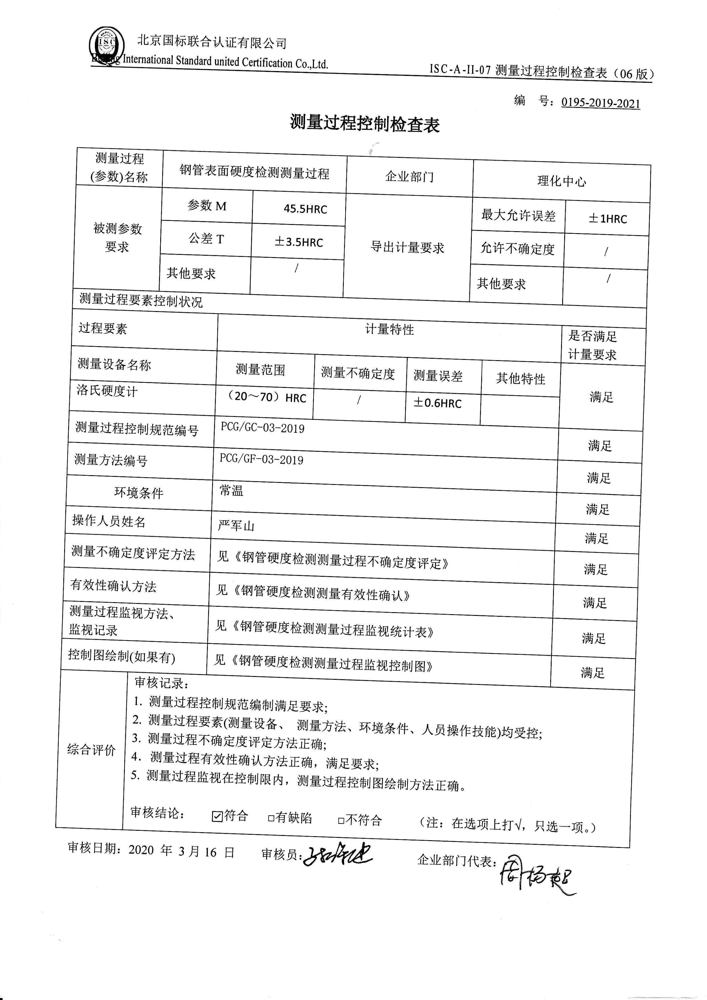 ISC
北京国标联合认证有限公司
Beijing International Standard united Certification Co.,Ltd.
ISC-A-II-07 测量过程控制检查表（06 版）
编 号：0195-2019-2021
测量过程控制检查表
测量过程
(参数)名称
钢管表面硬度检测测量过程
企业部门
理化中心
被测参数
要求
参数 M
45.5HRC
导出计量要求
最大允许误差
±1HRC
公差 T
±3.5HRC
允许不确定度
/
其他要求
/
其他要求
/
测量过程要素控制状况
过程要素
计量特性
是否满足
计量要求
测量设备名称
测量范围
测量不确定度
测量误差
其他特性
满足
洛氏硬度计
（20～70）HRC
/
±0.6HRC
测量过程控制规范编号
PCG/GC-03-2019
满足
测量方法编号
PCG/GF-03-2019
满足
环境条件
常温
满足
操作人员姓名
严军山
满足
测量不确定度评定方法
见《钢管硬度检测测量过程不确定度评定》
满足
有效性确认方法
见《钢管硬度检测测量有效性确认》
满足
测量过程监视方法、
监视记录
见《钢管硬度检测测量过程监视统计表》
满足
控制图绘制(如果有)
见《钢管硬度检测测量过程监视控制图》
满足
综合评价
审核记录：
1. 测量过程控制规范编制满足要求;
2. 测量过程要素(测量设备、 测量方法、环境条件、人员操作技能)均受控;
3. 测量过程不确定度评定方法正确;
4. 测量过程有效性确认方法正确，满足要求;
5. 测量过程监视在控制限内，测量过程控制图绘制方法正确。
审核结论： ☑符合 □有缺陷 □不符合 （注：在选项上打√，只选一项。）
审核日期：2020 年 3 月 16 日 审核员： 企业部门代表：周杨超